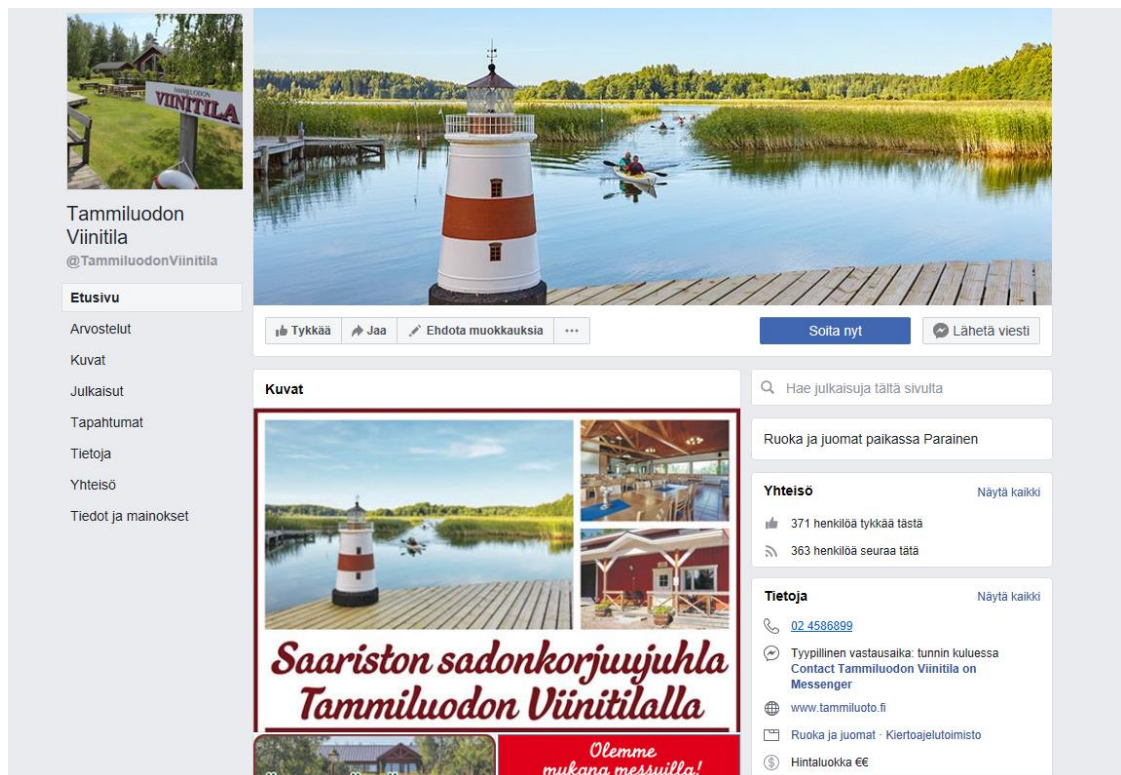 TAMMILUODON
VIINITILA
Tammiluodon
Viinitila
@TammiluodonViinitila
Etusivu
Arvostelut
Kuvat
Julkaisut
Tapahtumat
Tietoja
Yhteisö
Tiedot ja mainokset
Tykkää
Jaa
Ehdota muokkauksia
...
Soita nyt
Lähetä viesti
Kuvat
Saariston sadonkorjuujuhla
Tammiluodon Viinitilalla
Olemme
mukana messuilla!
Hae julkaisuja tältä sivulta
Ruoka ja juomat paikassa Parainen
Yhteisö
Näytä kaikki
371 henkilöä tykkää tästä
363 henkilöä seuraa tätä
Tietoja
Näytä kaikki
02 4586899
Tyypillinen vastausaika: tunnin kuluessa
Contact Tammiluodon Viinitila on
Messenger
www.tammiluoto.fi
Ruoka ja juomat · Kiertoajelutoimisto
Hintaluokka €€